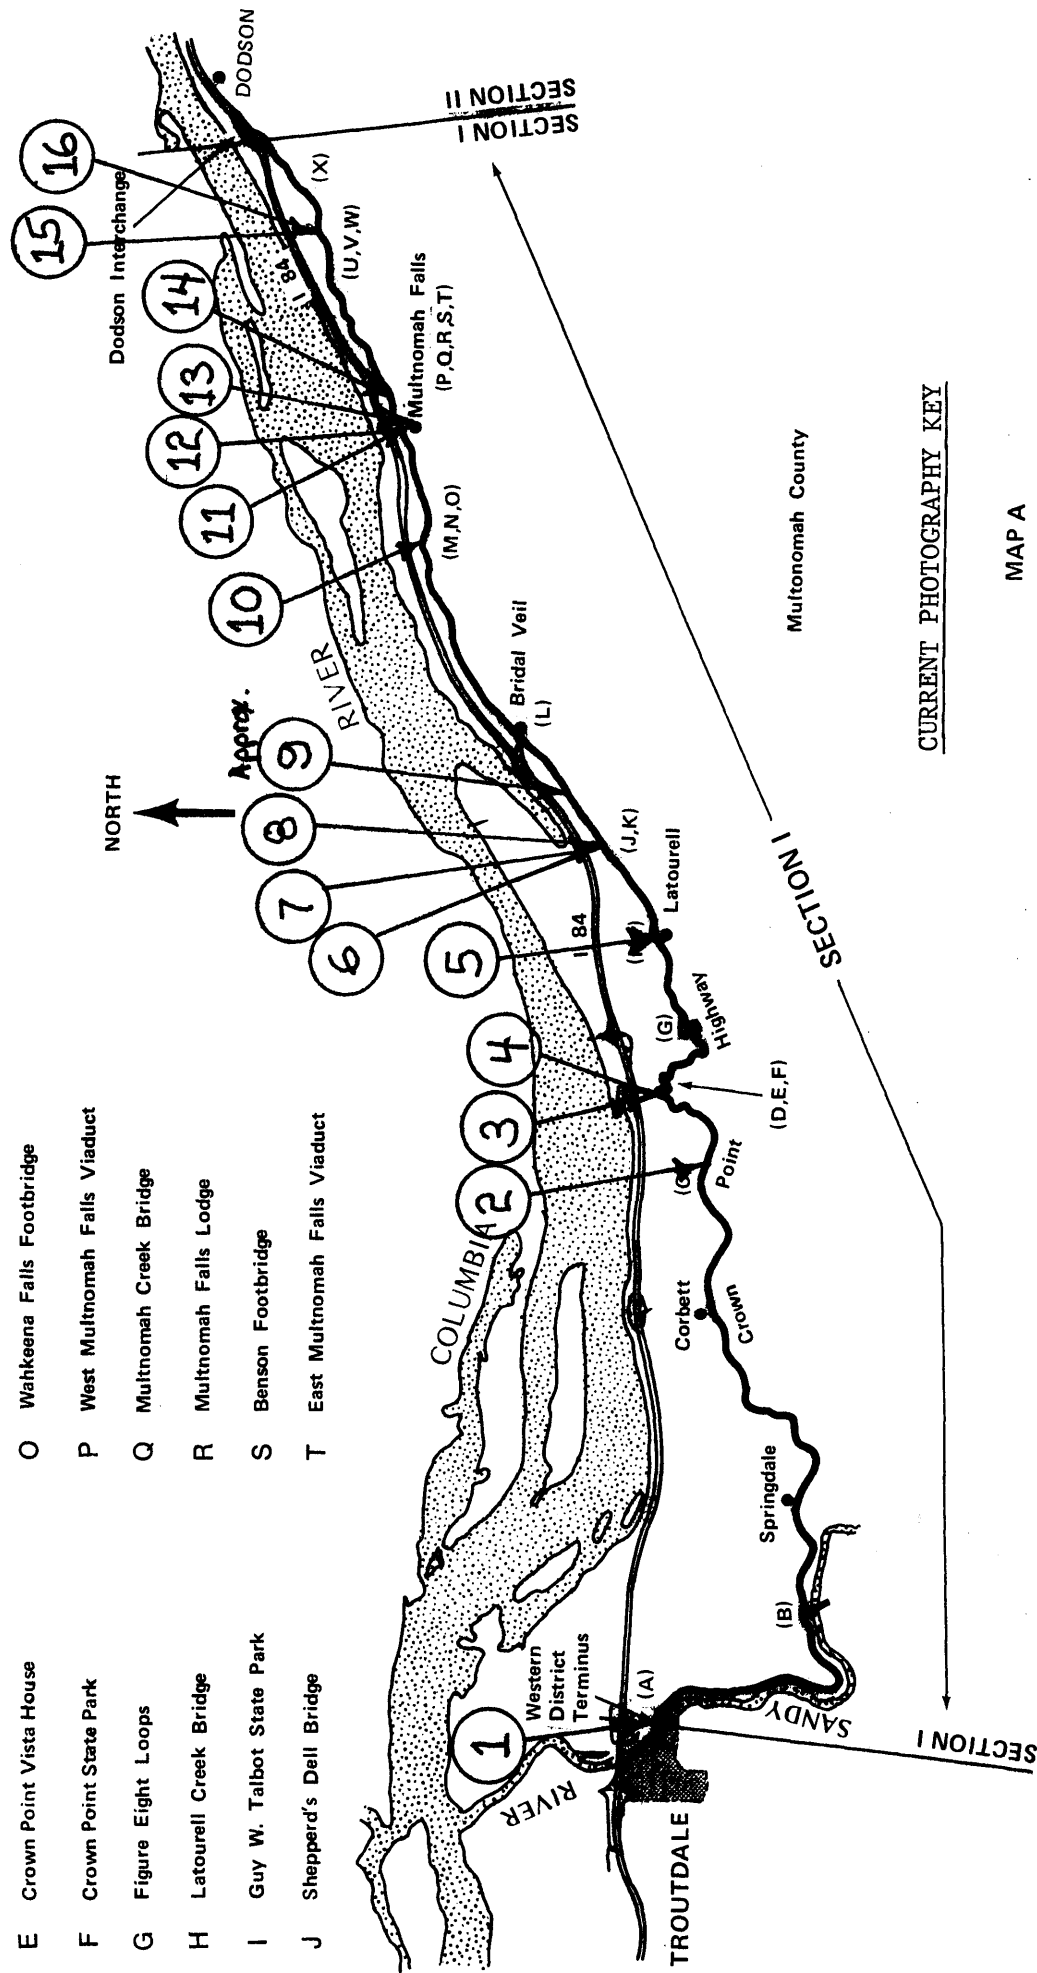 E Crown Point Vista House
F Crown Point State Park
G Figure Eight Loops
H Latourell Creek Bridge
I Guy W. Talbot State Park
J Shepperd's Dell Bridge
O Wahkeena Falls Footbridge
P West Multnomah Falls Viaduct
Q Multnomah Creek Bridge
R Multnomah Falls Lodge
S Benson Footbridge
T East Multnomah Falls Viaduct
NORTH
Approx.
1
2
3
4
5
6
7
8
9
10
11
12
13
14
15
16
COLUMBIA
RIVER
RIVER
SANDY
TROUTDALE
Western
District
Terminus
(A)
(B)
Springdale
Corbett
Crown
Point
Highway
(D,E,F)
(G)
Latourell
I 84
(J,K)
Bridal Veil
(L)
(M,N,O)
Multnomah Falls
(P,Q,R,S,T)
I 84
(U,V,W)
(X)
Dodson Interchange
DODSON
SECTION I
SECTION II
SECTION I
SECTION I
Multonomah County
CURRENT PHOTOGRAPHY KEY
MAP A